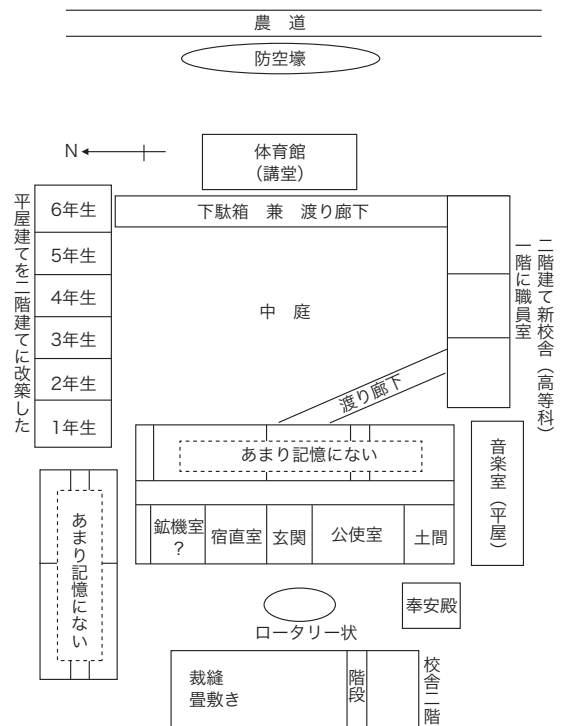 農道
防空壕
N
体育館
(講堂)
下駄箱 兼 渡り廊下
6年生
5年生
4年生
3年生
2年生
1年生
平屋建てを二階建てに改築した
中庭
二階建て新校舎(高等科)
一階に職員室
渡り廊下
あまり記憶にない
音楽室(平屋)
鉱機室
?
宿直室
玄関
公使室
土間
あまり記憶にない
ロータリー状
奉安殿
裁縫
畳敷き
階段
校舎二階